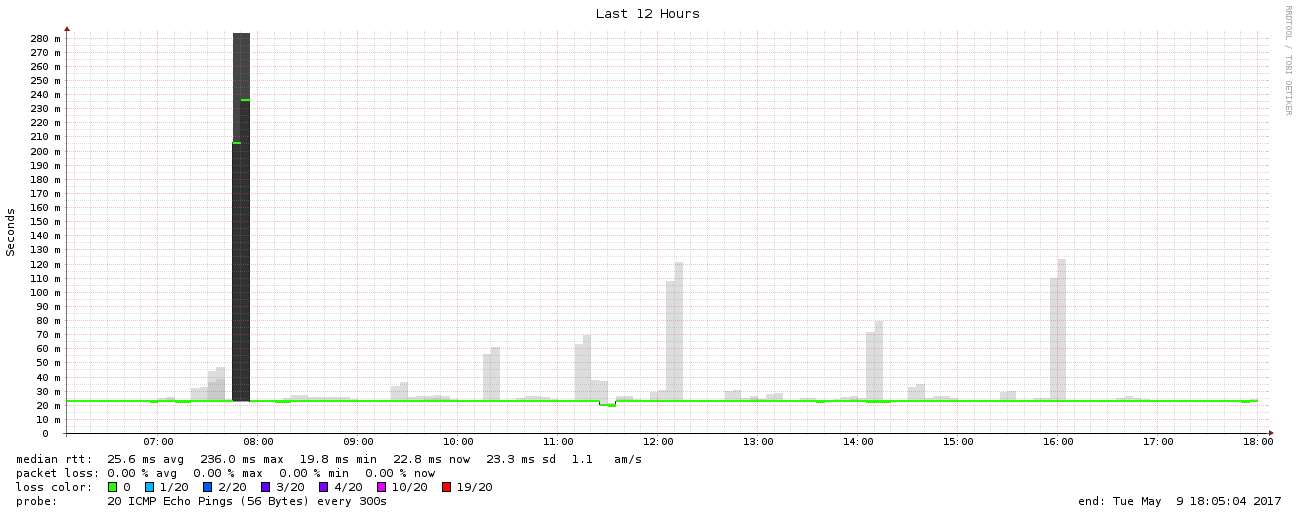 Last 12 Hours
RRDTOOL / TOBI OETIKER
Seconds
280 m
270 m
260 m
250 m
240 m
230 m
220 m
210 m
200 m
190 m
180 m
170 m
160 m
150 m
140 m
130 m
120 m
110 m
100 m
90 m
80 m
70 m
60 m
50 m
40 m
30 m
20 m
10 m
0
07:00 08:00 09:00 10:00 11:00 12:00 13:00 14:00 15:00 16:00 17:00 18:00
median rtt: 25.6 ms avg 236.0 ms max 19.8 ms min 22.8 ms now 23.3 ms sd 1.1 am/s
packet loss: 0.00 % avg 0.00 % max 0.00 % min 0.00 % now
loss color: 0 1/20 2/20 3/20 4/20 10/20 19/20
probe: 20 ICMP Echo Pings (56 Bytes) every 300s end: Tue May 9 18:05:04 2017